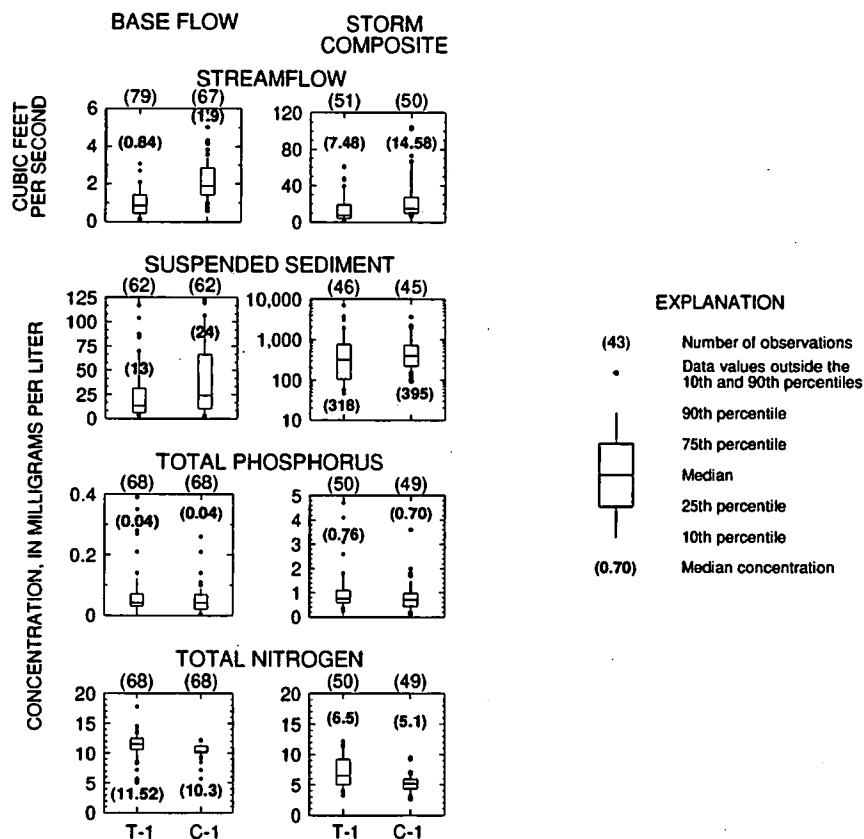 BASE FLOW
STORM
COMPOSITE
STREAMFLOW
CUBIC FEET
PER SECOND
(79) (67)
6
4
2
0
(0.84) (1.9)
(51) (50)
120
80
40
0
(7.48) (14.58)
SUSPENDED SEDIMENT
CONCENTRATION, IN MILLIGRAMS PER LITER
(62) (62)
125
100
75
50
25
0
(13) (24)
(46) (45)
10,000
1,000
100
10
(318) (395)
TOTAL PHOSPHORUS
(68) (68)
0.4
0.2
0
(0.04) (0.04)
(50) (49)
5
4
3
2
1
0
(0.76) (0.70)
TOTAL NITROGEN
(68) (68)
20
15
10
5
0
(11.52) (10.3)
T-1 C-1
(50) (49)
20
15
10
5
0
(6.5) (5.1)
T-1 C-1
EXPLANATION
(43) Number of observations
Data values outside the
10th and 90th percentiles
90th percentile
75th percentile
Median
25th percentile
10th percentile
(0.70) Median concentration